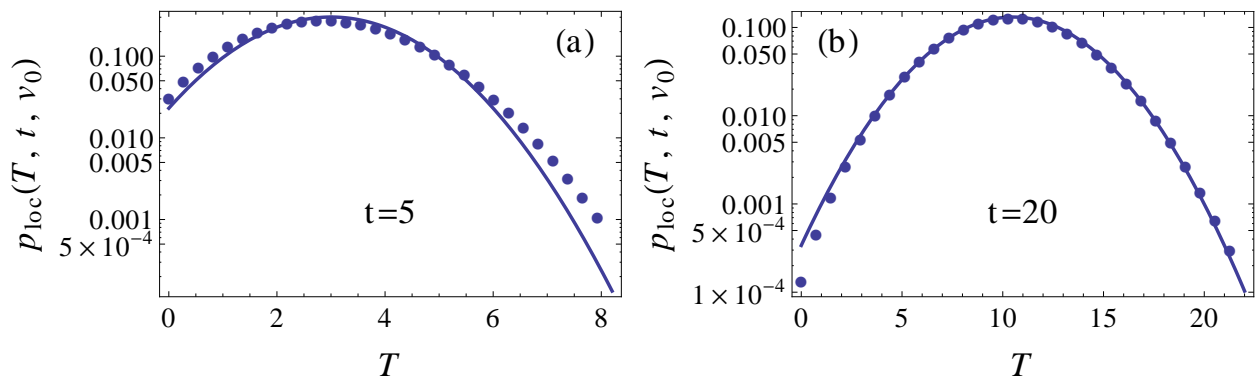 p_loc(T, t, v_0)
0.100
0.050
0.010
0.005
0.001
5 × 10^-4
(a)
t=5
0 2 4 6 8
T
p_loc(T, t, v_0)
0.100
0.050
0.010
0.005
0.001
5 × 10^-4
1 × 10^-4
(b)
t=20
0 5 10 15 20
T